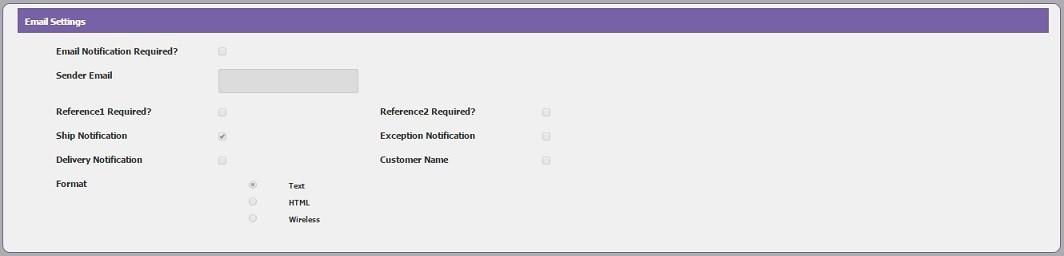 Email Settings
Email Notification Required?
Sender Email
Reference1 Required? Reference2 Required?
Ship Notification Exception Notification
Delivery Notification Customer Name
Format Text
HTML
Wireless